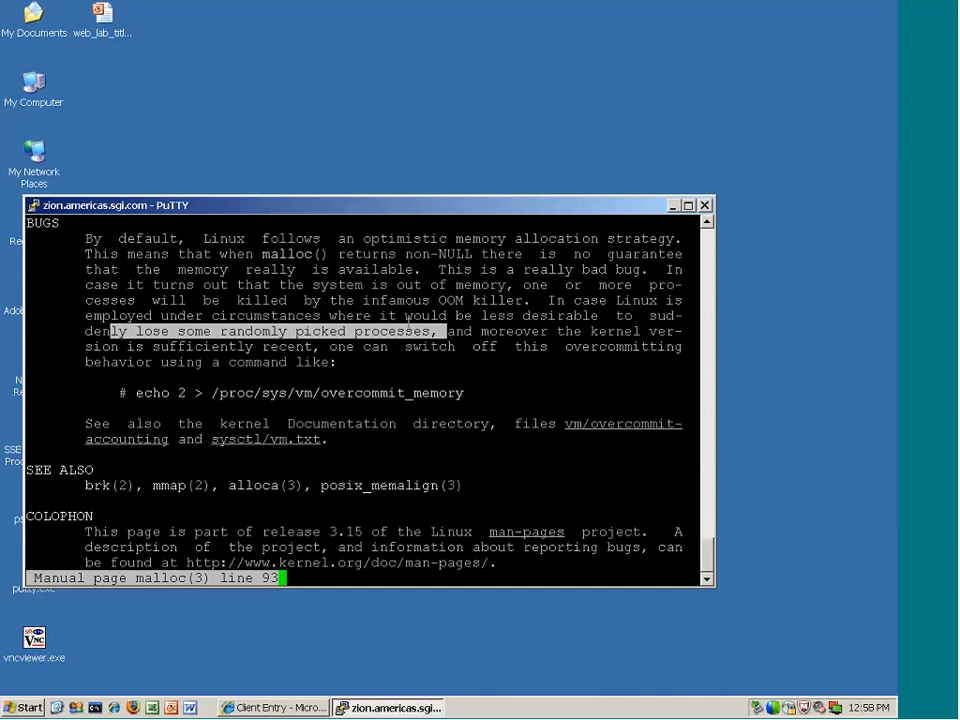 My Documents
web_lab_titl...
My Computer
My Network
Places
zion.americas.sgi.com - PuTTY
BUGS
By default, Linux follows an optimistic memory allocation strategy.
This means that when malloc() returns non-NULL there is no guarantee
that the memory really is available. This is a really bad bug. In
case it turns out that the system is out of memory, one or more pro-
cesses will be killed by the infamous OOM killer. In case Linux is
employed under circumstances where it would be less desirable to sud-
denly lose some randomly picked processes, and moreover the kernel ver-
sion is sufficiently recent, one can switch off this overcommitting
behavior using a command like:
# echo 2 > /proc/sys/vm/overcommit_memory
See also the kernel Documentation directory, files vm/overcommit-
accounting and sysctl/vm.txt.
SEE ALSO
brk(2), mmap(2), alloca(3), posix_memalign(3)
COLOPHON
This page is part of release 3.15 of the Linux man-pages project. A
description of the project, and information about reporting bugs, can
be found at http://www.kernel.org/doc/man-pages/.
Manual page malloc(3) line 93
putty.exe
VNC
vncviewer.exe
Start
Client Entry - Micro...
zion.americas.sgi...
12:58 PM